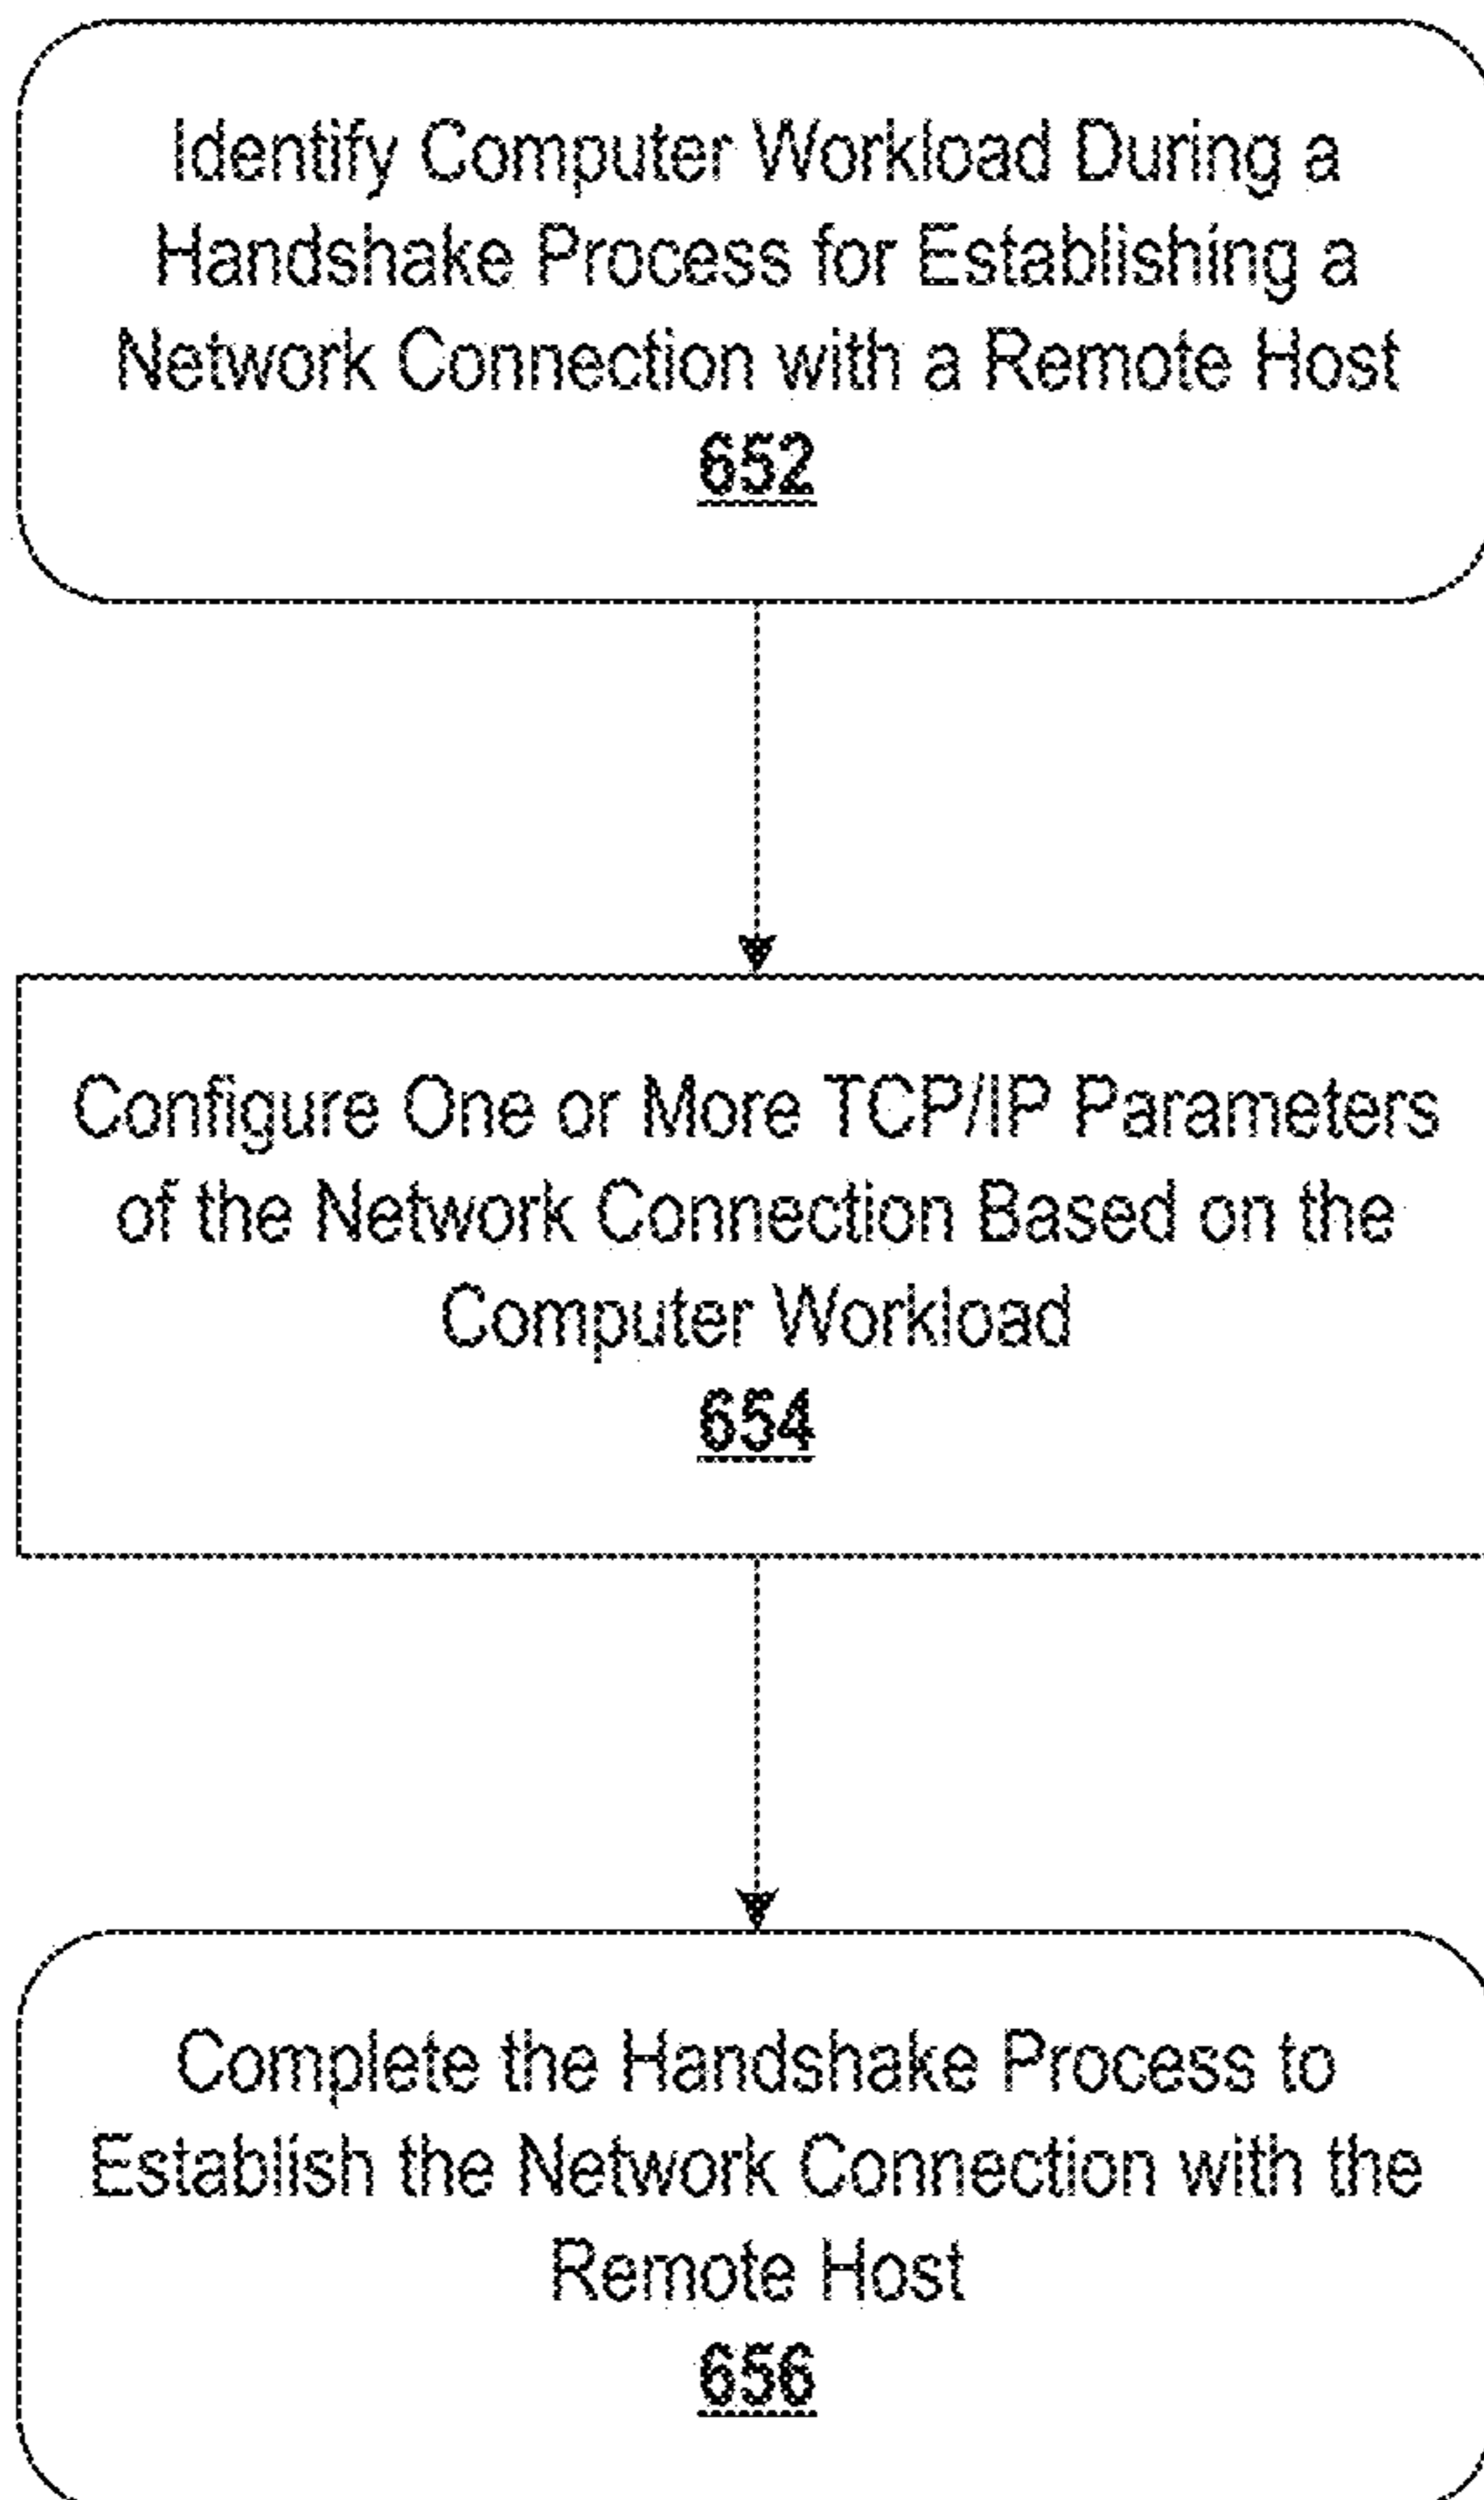 Identify Computer Workload During a
Handshake Process for Establishing a
Network Connection with a Remote Host
652
Configure One or More TCP/IP Parameters
of the Network Connection Based on the
Computer Workload
654
Complete the Handshake Process to
Establish the Network Connection with the
Remote Host
656